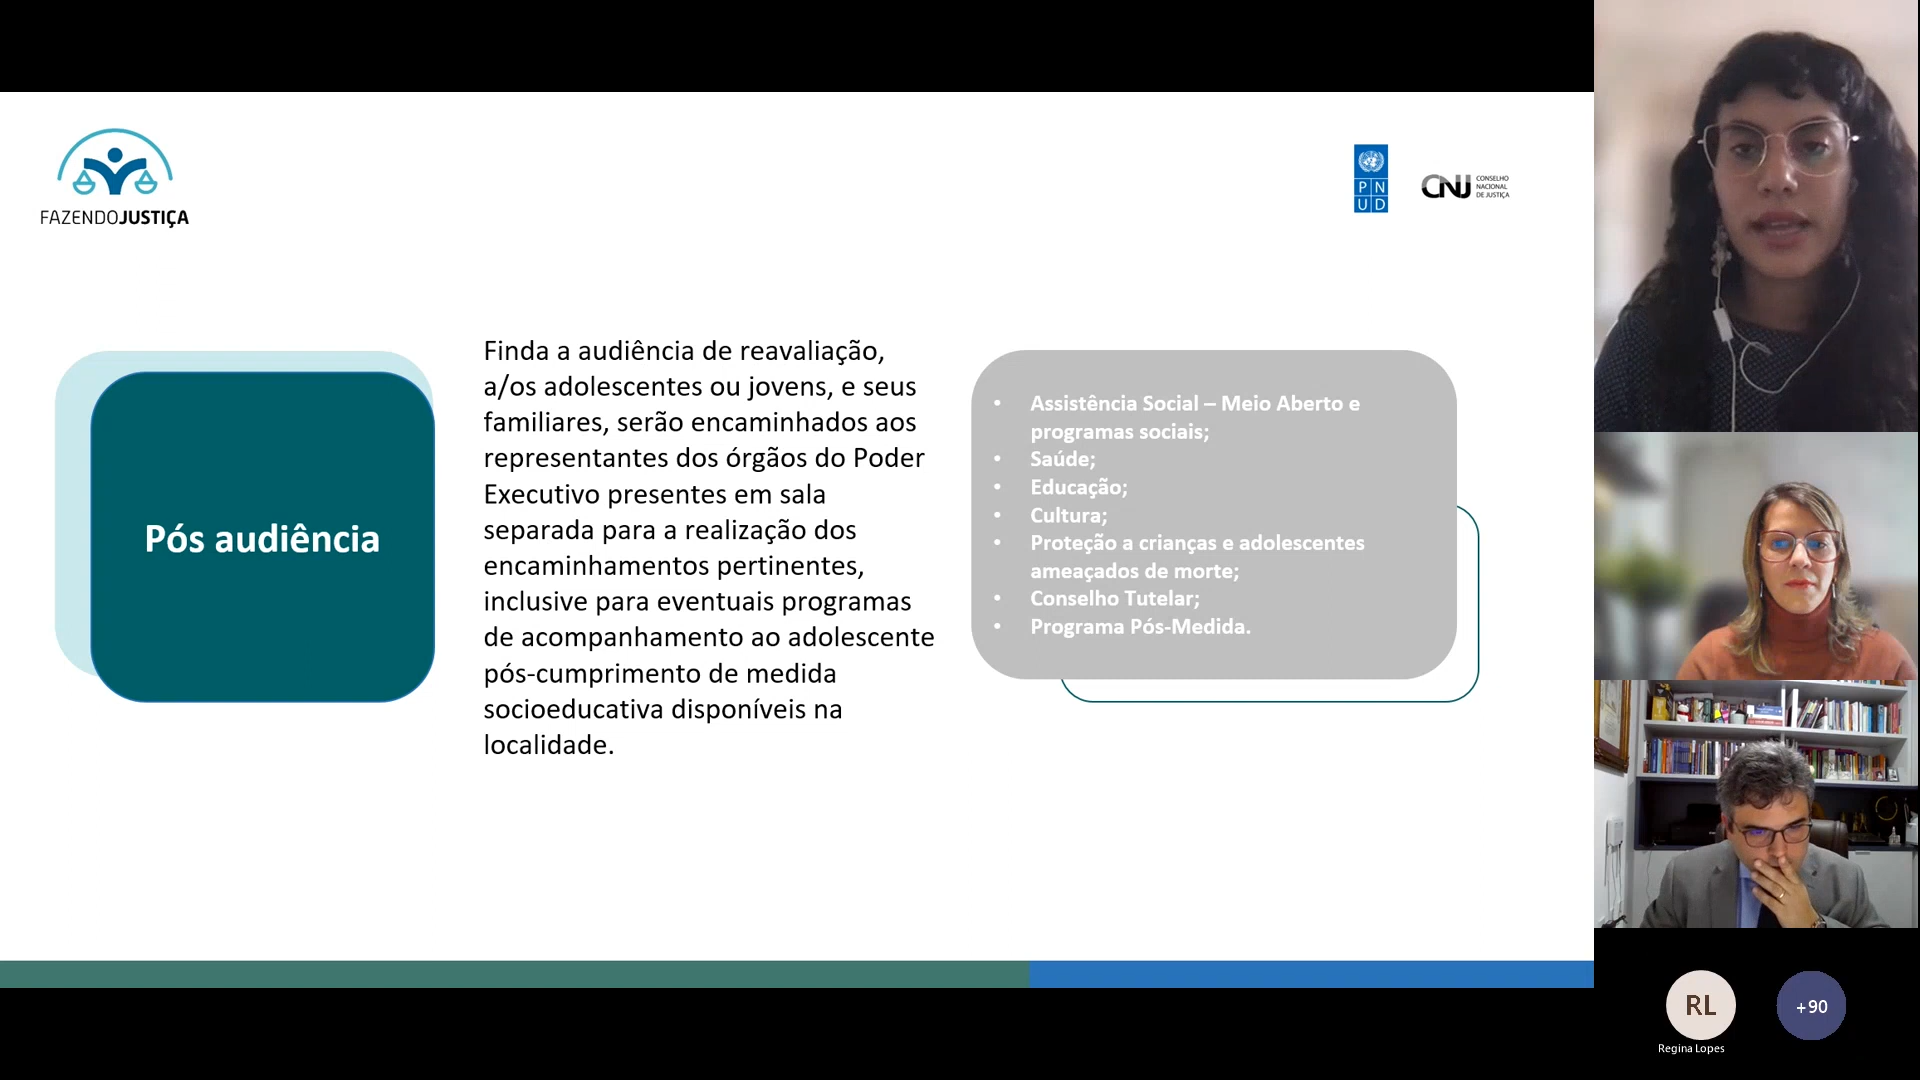 FAZENDOJUSTIÇA
P N
U D
CNJ
CONSELHO
NACIONAL
DE JUSTIÇA
Pós audiência
Finda a audiência de reavaliação,
a/os adolescentes ou jovens, e seus
familiares, serão encaminhados aos
representantes dos órgãos do Poder
Executivo presentes em sala
separada para a realização dos
encaminhamentos pertinentes,
inclusive para eventuais programas
de acompanhamento ao adolescente
pós-cumprimento de medida
socioeducativa disponíveis na
localidade.
• Assistência Social – Meio Aberto e
programas sociais;
• Saúde;
• Educação;
• Cultura;
• Proteção a crianças e adolescentes
ameaçados de morte;
• Conselho Tutelar;
• Programa Pós-Medida.
RL
+90
Regina Lopes